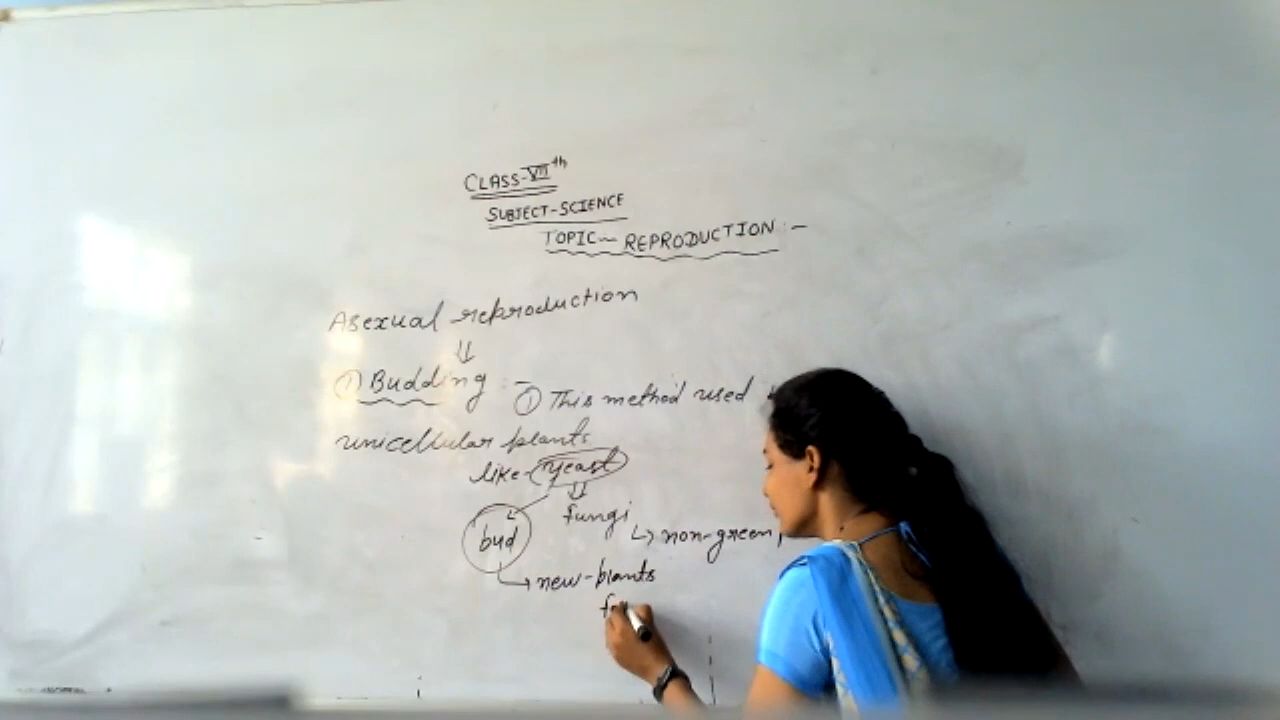 CLASS-VII th
SUBJECT-SCIENCE
TOPIC~ REPRODUCTION :-
Asexual reproduction
⇓
① Budding :- ① This method used
unicellular plants
like-yeast
⇓
fungi
bud
↳ non-green
→ new-plants